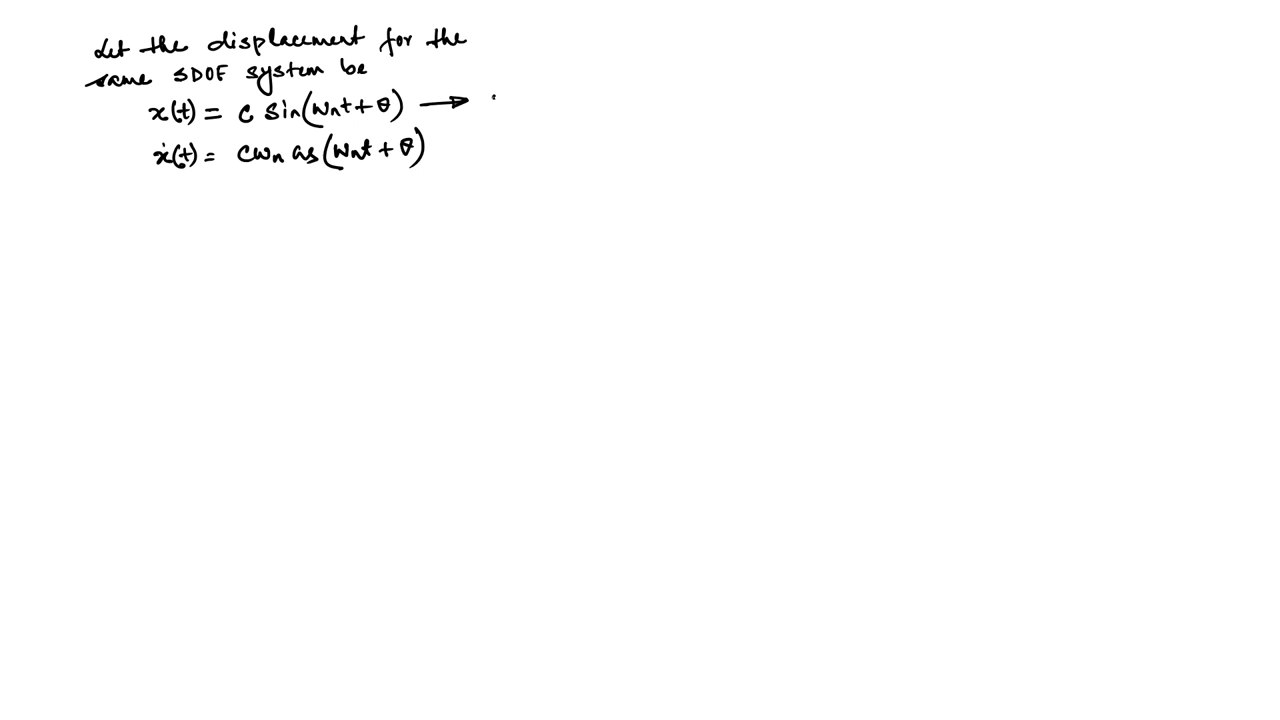 Let the displacement for the
same SDOF system be
x(t) = c sin(ωₙt + θ) →
ẋ(t) = cωₙ cos(ωₙt + θ)